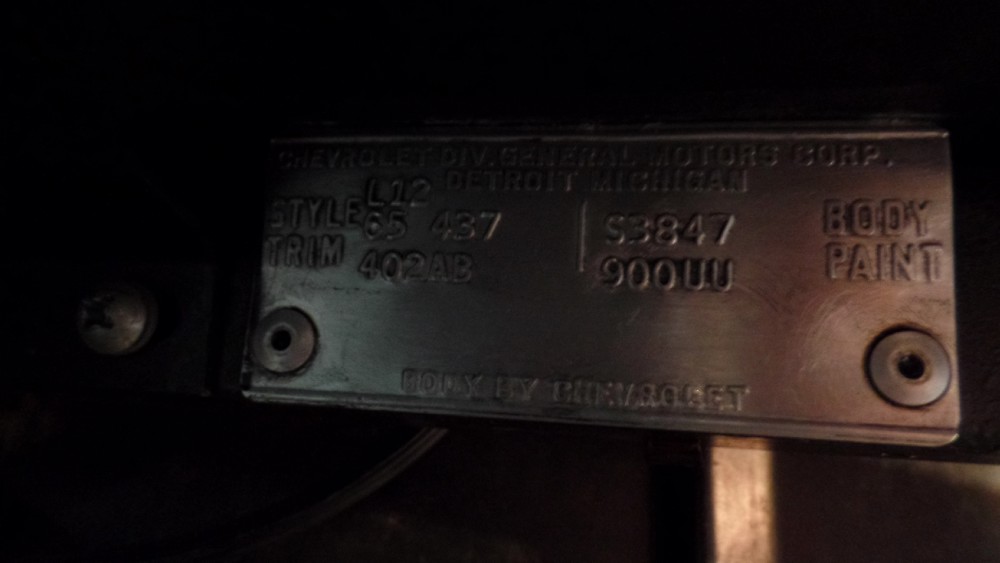 CHEVROLET DIV. GENERAL MOTORS CORP.
DETROIT MICHIGAN
L12
STYLE 65 437 S3847 BODY
TRIM 402AB 900UU PAINT
BODY BY CHEVROLET